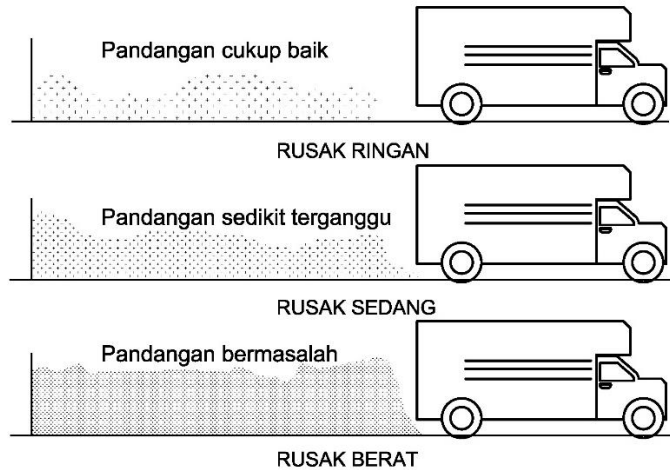 Pandangan cukup baik
RUSAK RINGAN
Pandangan sedikit terganggu
RUSAK SEDANG
Pandangan bermasalah
RUSAK BERAT